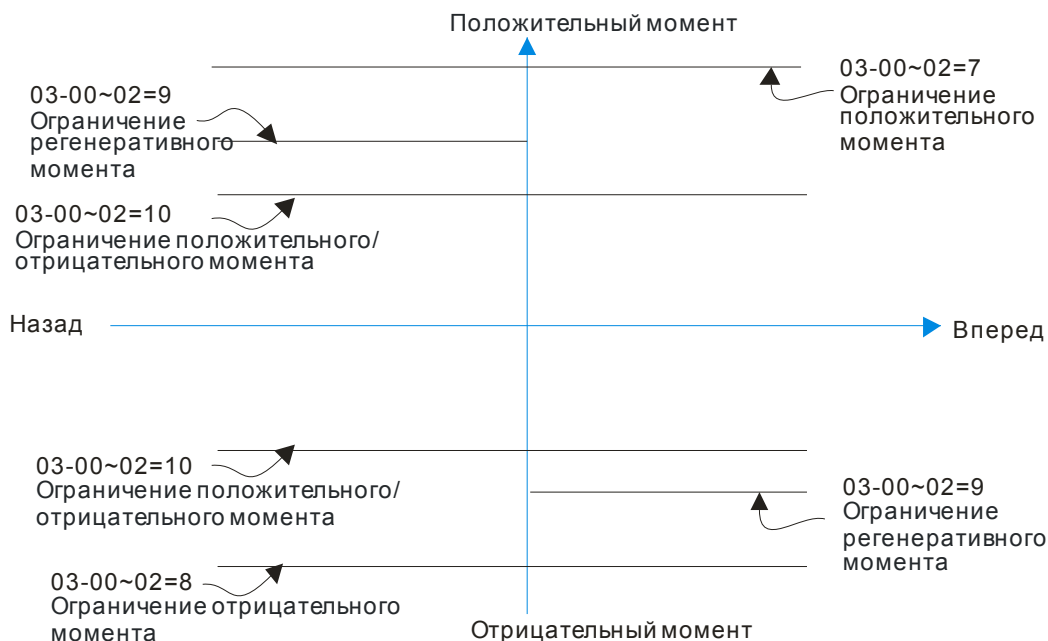 Положительный момент
03-00~02=9
Ограничение
регенеративного
момента
03-00~02=7
Ограничение
положительного
момента
03-00~02=10
Ограничение положительного/
отрицательного момента
Назад
Вперед
03-00~02=10
Ограничение положительного/
отрицательного момента
03-00~02=9
Ограничение
регенеративного
момента
03-00~02=8
Ограничение отрицательного
момента
Отрицательный момент